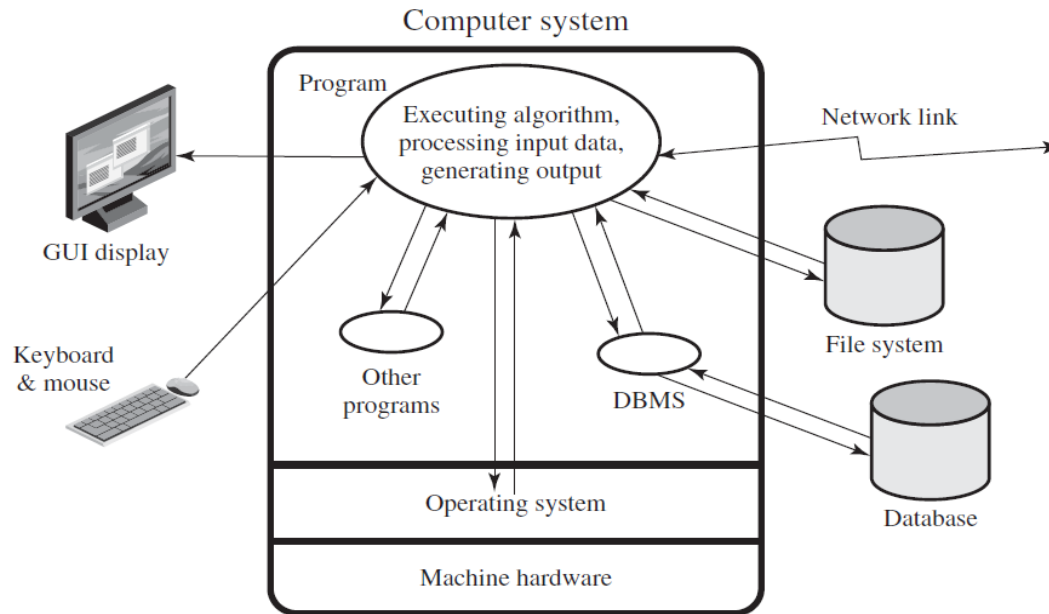 Computer system
Program
Executing algorithm,
processing input data,
generating output
Network link
GUI display
File system
Keyboard
& mouse
Other
programs
DBMS
Operating system
Database
Machine hardware